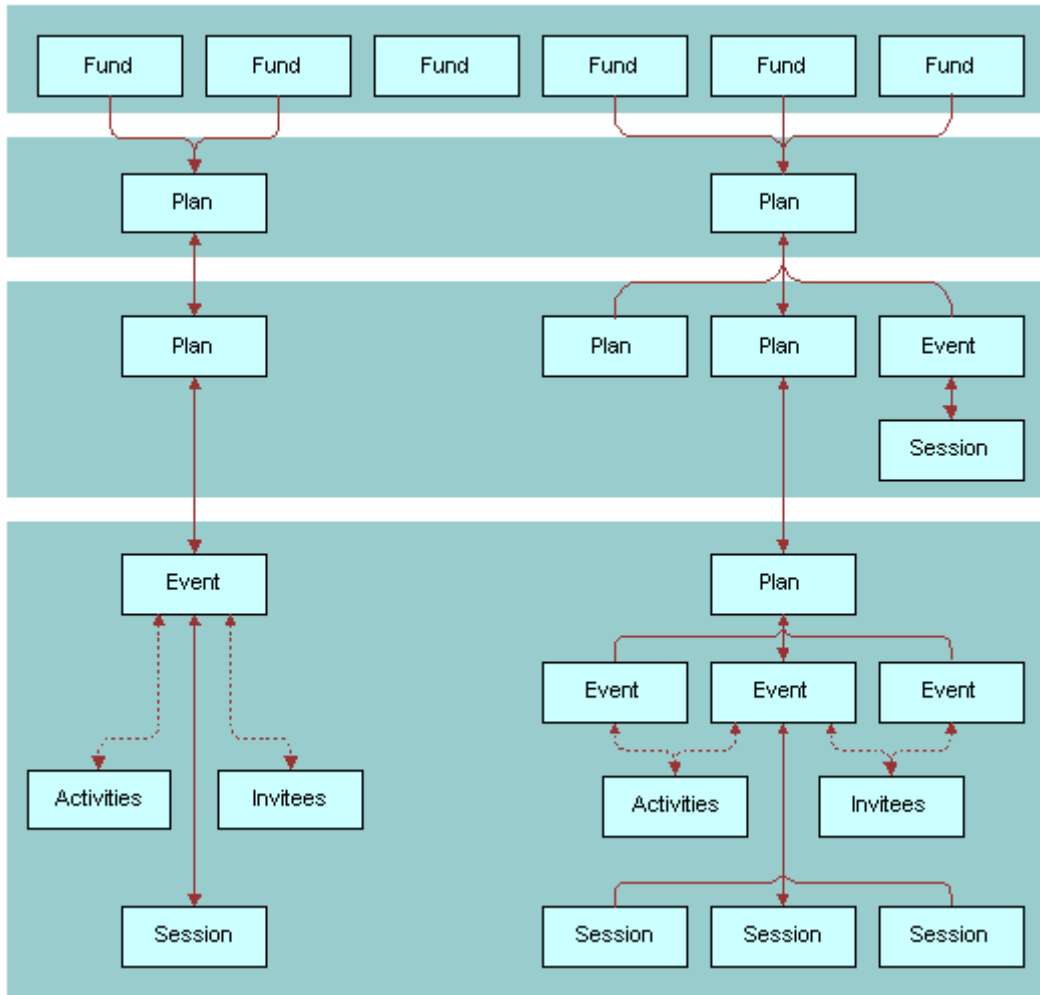 Fund
Fund
Fund
Fund
Fund
Fund
Plan
Plan
Plan
Plan
Plan
Event
Session
Event
Plan
Event
Event
Event
Activities
Invitees
Activities
Invitees
Session
Session
Session
Session